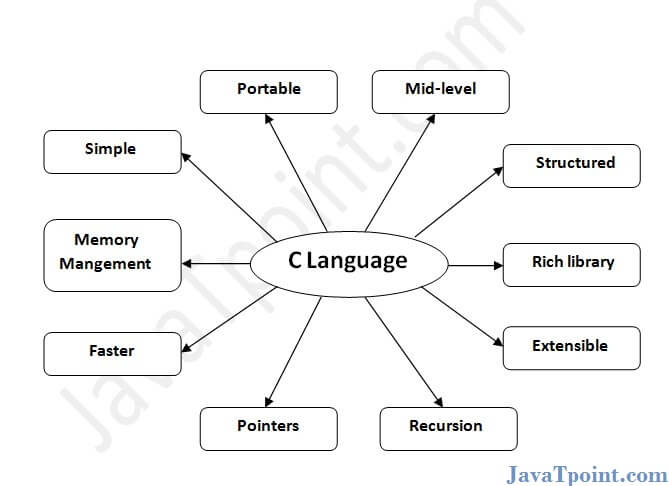 Portable
Mid-level
Simple
Structured
Memory
Mangement
C Language
Rich library
Faster
Extensible
Pointers
Recursion
JavaTpoint.com
JavaTpoint.com